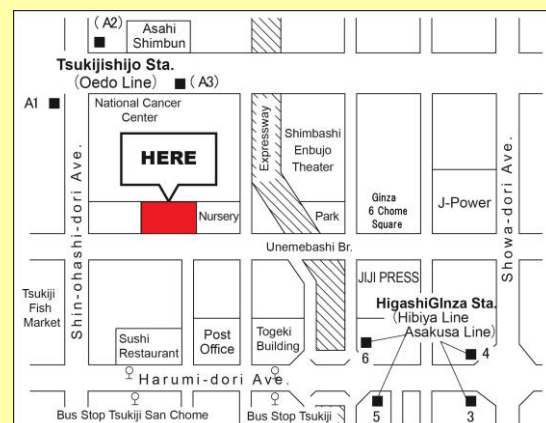 (A2)
Asahi
Shimbun
Tsukijishijo Sta.
(Oedo Line)
(A3)
A1
National Cancer
Center
HERE
Nursery
Expressway
Shimbashi
Enbujo
Theater
Park
Ginza
6 Chome
Square
J-Power
Shin-ohashi-dori Ave.
Showa-dori Ave.
Unemebashi Br.
JIJI PRESS
Tsukiji
Fish
Market
HigashiGInza Sta.
(Hibiya Line
Asakusa Line)
Sushi
Restaurant
Post
Office
Togeki
Building
6
4
Harumi-dori Ave.
Bus Stop Tsukiji San Chome
Bus Stop Tsukiji
5
3